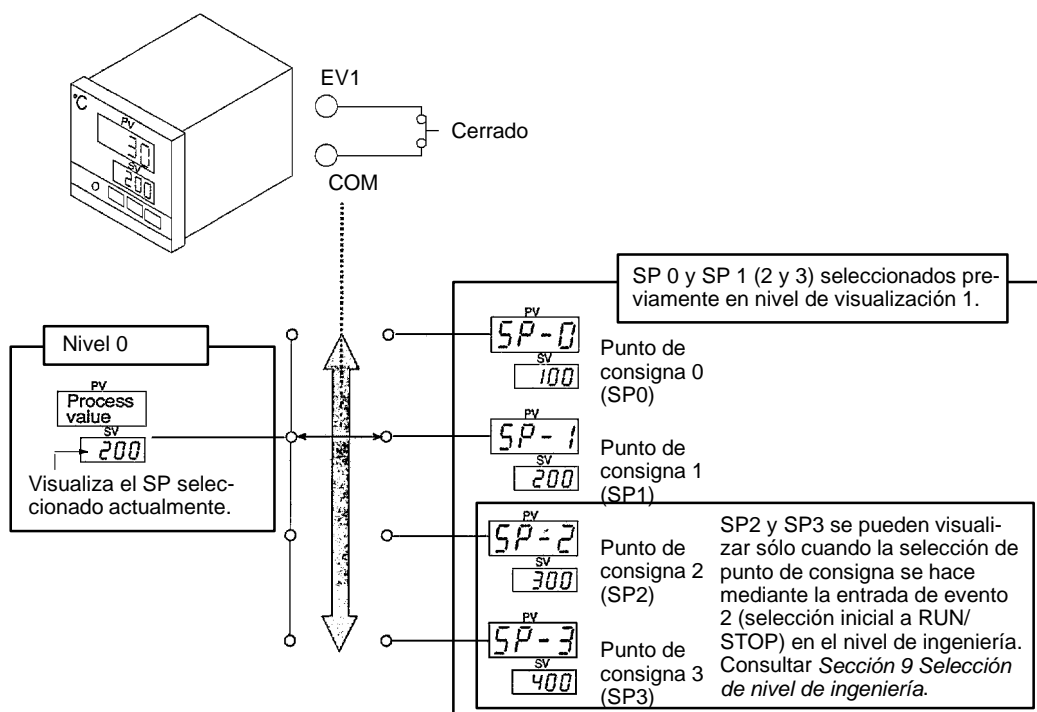 EV1
°C
PV
30
SV
200
Cerrado
COM
SP 0 y SP 1 (2 y 3) seleccionados pre-
viamente en nivel de visualización 1.
Nivel 0
PV
Process
value
SV
200
Visualiza el SP selec-
cionado actualmente.
PV
SP-0
SV
100
Punto de
consigna 0
(SP0)
PV
SP-1
SV
200
Punto de
consigna 1
(SP1)
PV
SP-2
SV
300
Punto de
consigna 2
(SP2)
PV
SP-3
SV
400
Punto de
consigna 3
(SP3)
SP2 y SP3 se pueden visuali-
zar sólo cuando la selección de
punto de consigna se hace
mediante la entrada de evento
2 (selección inicial a RUN/
STOP) en el nivel de ingeniería.
Consultar Sección 9 Selección
de nivel de ingeniería.